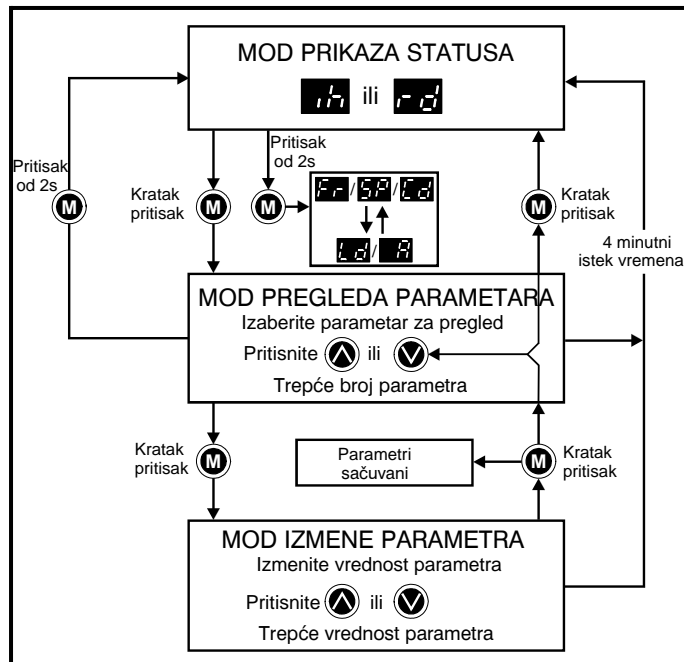 MOD PRIKAZA STATUSA
ih ili rd
Pritisak
od 2s
M
Kratak
pritisak
M
Pritisak
od 2s
M
Fr / SP / Cd
Ld / A
M
Kratak
pritisak
4 minutni
istek vremena
MOD PREGLEDA PARAMETARA
Izaberite parametar za pregled
Pritisnite ili
Trepće broj parametra
Kratak
pritisak
M
Parametri
sačuvani
M
Kratak
pritisak
MOD IZMENE PARAMETRA
Izmenite vrednost parametra
Pritisnite ili
Trepće vrednost parametra